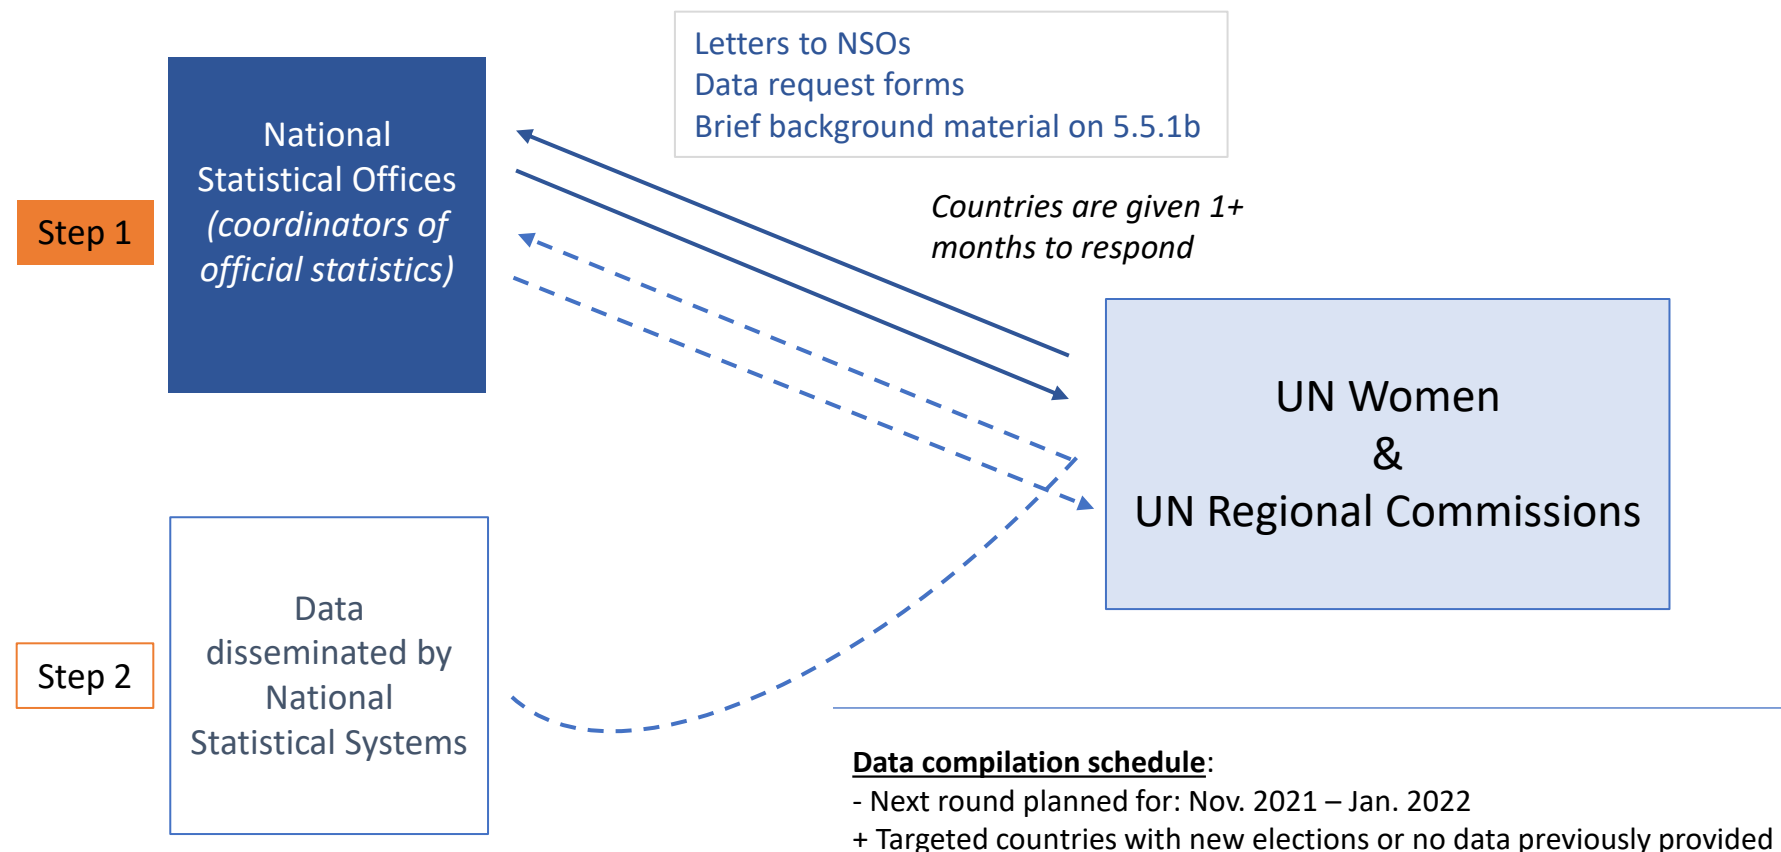 Letters to NSOs
Data request forms
Brief background material on 5.5.1b
Step 1
National
Statistical Offices
(coordinators of
official statistics)
Countries are given 1+
months to respond
UN Women
&
UN Regional Commissions
Step 2
Data
disseminated by
National
Statistical Systems
Data compilation schedule:
- Next round planned for: Nov. 2021 – Jan. 2022
+ Targeted countries with new elections or no data previously provided